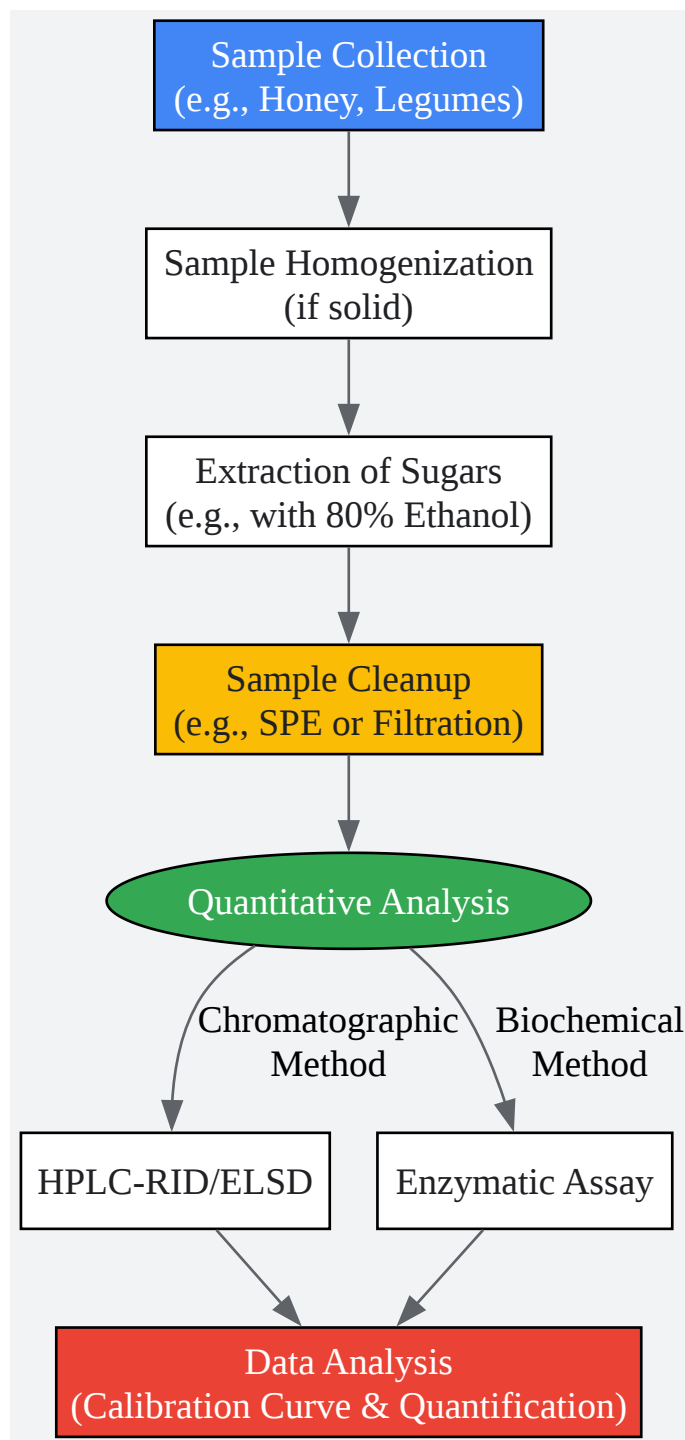 Sample Collection
(e.g., Honey, Legumes)
Sample Homogenization
(if solid)
Extraction of Sugars
(e.g., with 80% Ethanol)
Sample Cleanup
(e.g., SPE or Filtration)
Quantitative Analysis
Chromatographic
Method
Biochemical
Method
HPLC-RID/ELSD
Enzymatic Assay
Data Analysis
(Calibration Curve & Quantification)